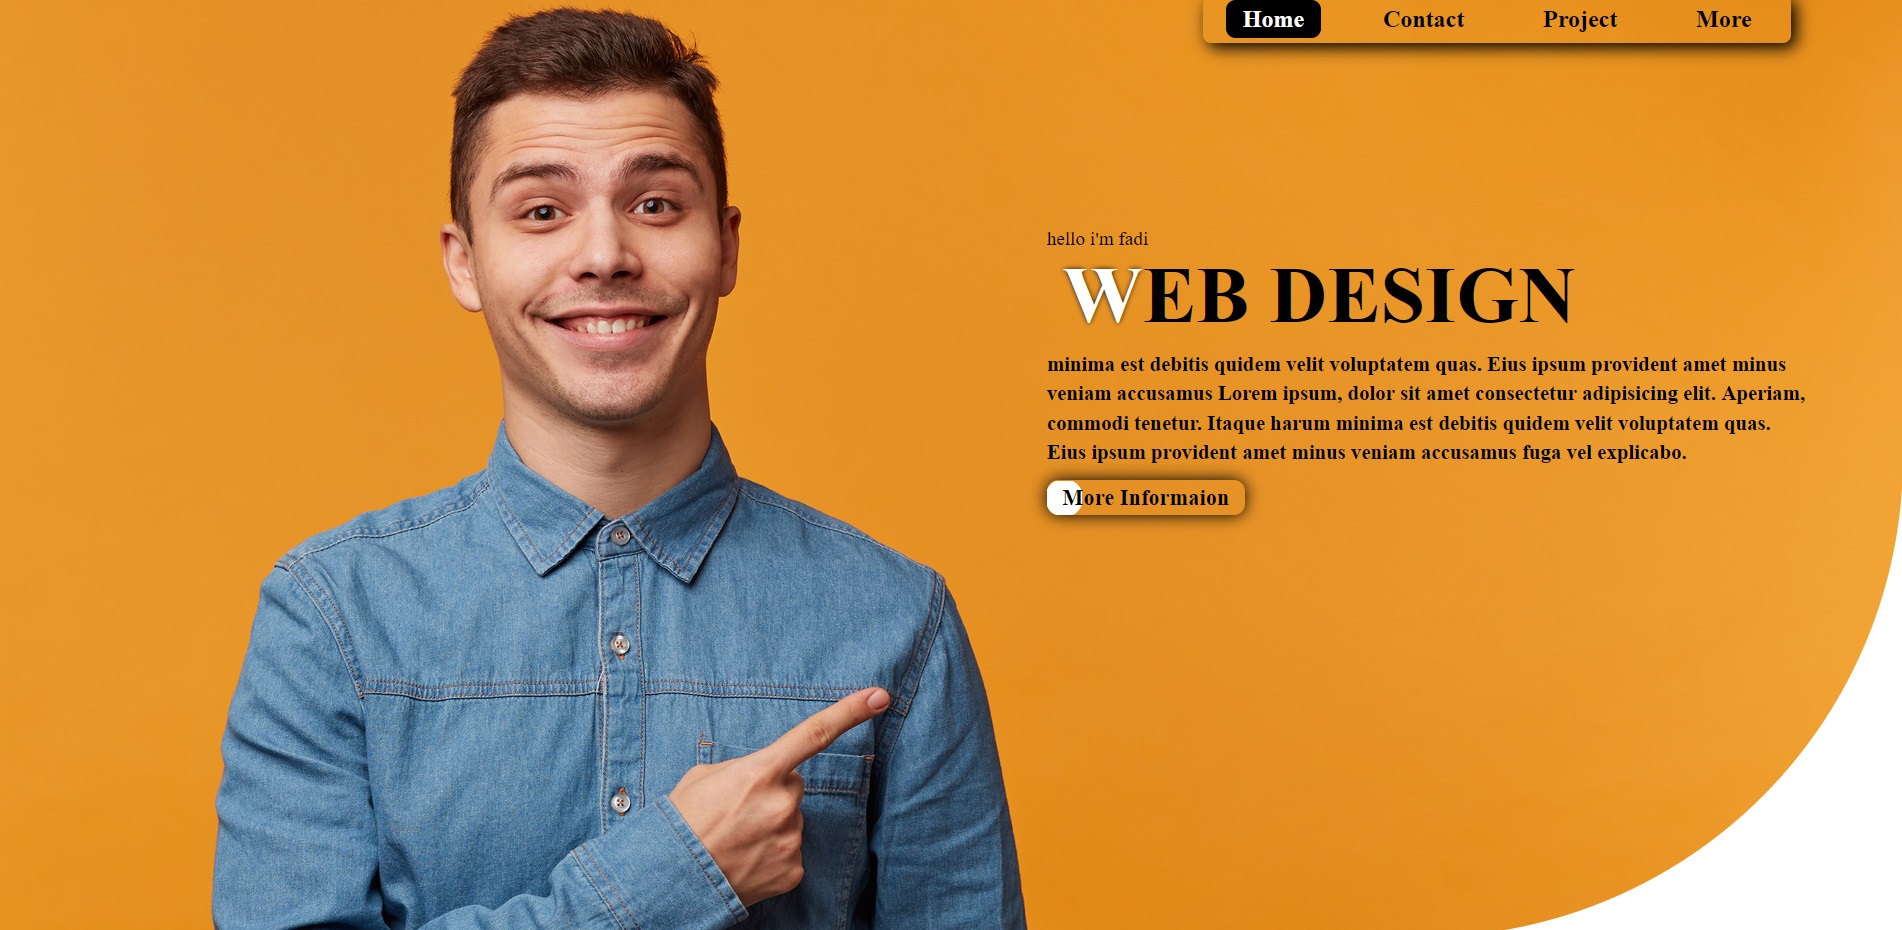 Home Contact Project More
hello i'm fadi
WEB DESIGN
minima est debitis quidem velit voluptatem quas. Eius ipsum provident amet minus
veniam accusamus Lorem ipsum, dolor sit amet consectetur adipisicing elit. Aperiam,
commodi tenetur. Itaque harum minima est debitis quidem velit voluptatem quas.
Eius ipsum provident amet minus veniam accusamus fuga vel explicabo.
More Informaion